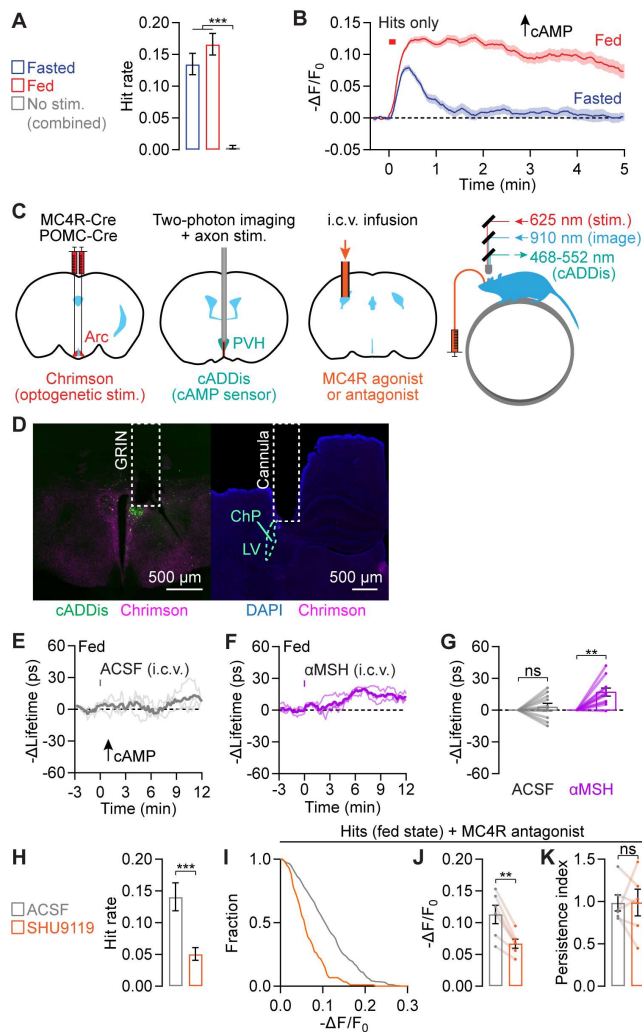 A
Fasted
Fed
No stim.
(combined)
Hit rate
0.20
0.15
0.10
0.05
0.00
***
B
Hits only
cAMP
Fed
Fasted
-ΔF/F0
0.15
0.10
0.05
0.00
-0.05
0 1 2 3 4 5
Time (min)
C
MC4R-Cre
POMC-Cre
Arc
Chrimson
(optogenetic stim.)
Two-photon imaging
+ axon stim.
PVH
cADDis
(cAMP sensor)
i.c.v. infusion
MC4R agonist
or antagonist
625 nm (stim.)
910 nm (image)
468-552 nm
(cADDis)
D
GRIN
500 μm
cADDis Chrimson
Cannula
ChP
LV
500 μm
DAPI Chrimson
E
Fed
ACSF (i.c.v.)
cAMP
-ΔLifetime (ps)
60
30
0
-30
-60
-3 0 3 6 9 12
Time (min)
F
Fed
αMSH (i.c.v.)
-ΔLifetime (ps)
60
30
0
-30
-60
-3 0 3 6 9 12
Time (min)
G
-ΔLifetime (ps)
60
30
0
-30
-60
ns
**
ACSF
αMSH
Hits (fed state) + MC4R antagonist
H
ACSF
SHU9119
Hit rate
0.20
0.15
0.10
0.05
0.00
***
I
Fraction
1.0
0.5
0.0
0.0 0.1 0.2 0.3
-ΔF/F0
J
-ΔF/F0
0.20
0.15
0.10
0.05
0.00
**
K
Persistence index
2.0
1.5
1.0
0.5
0.0
ns